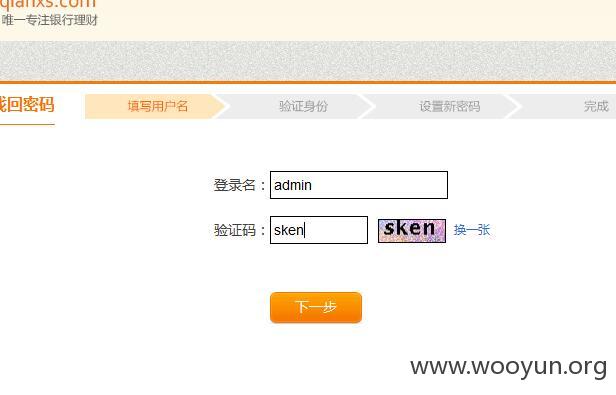 qianxs.com
唯一专注银行理财
找回密码
填写用户名
验证身份
设置新密码
完成
登录名：admin
验证码：sken sken 换一张
下一步
www.wooyun.org